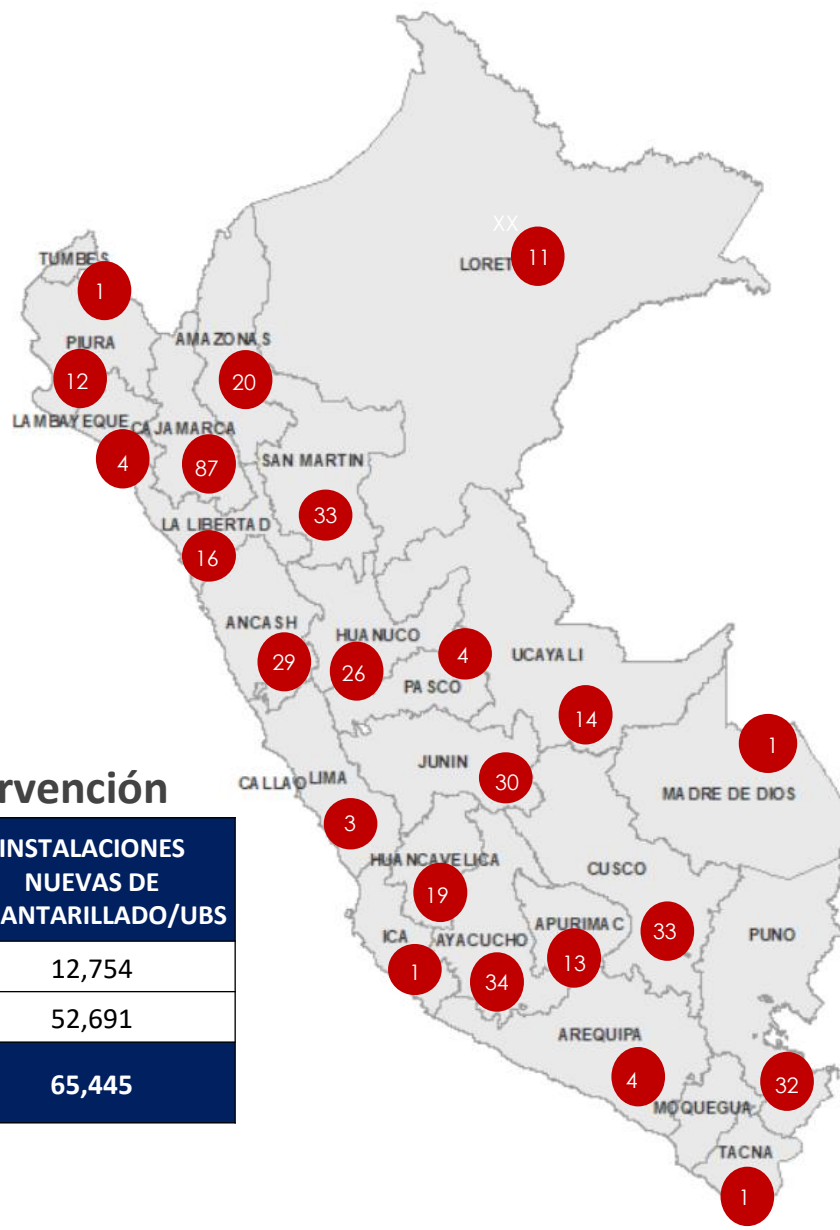 XX
LORET
11
TUMBES
1
PIURA
12
AMAZONAS
20
LAMBAYEQUE
4
CAJAMARCA
87
SAN MARTIN
33
LA LIBERTAD
16
ANCASH
29
HUANUCO
26
4
PASCO
UCAYALI
14
1
MADRE DE DIOS
JUNIN
30
CALLAO
LIMA
3
HUANCAVELICA
19
CUSCO
33
APURIMAC
13
ICA
1
AYACUCHO
34
PUNO
32
AREQUIPA
4
MOQUEGUA
TACNA
1
rvención
INSTALACIONES
NUEVAS DE
ANTARILLADO/UBS
12,754
52,691
65,445